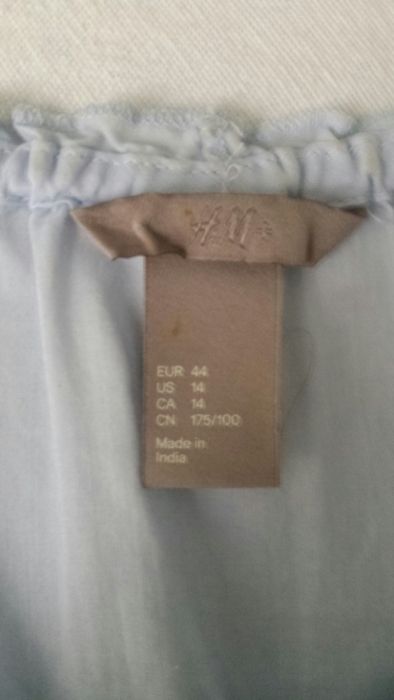 H&M
EUR 44
US 14
CA 14
CN 175/100
Made in
India